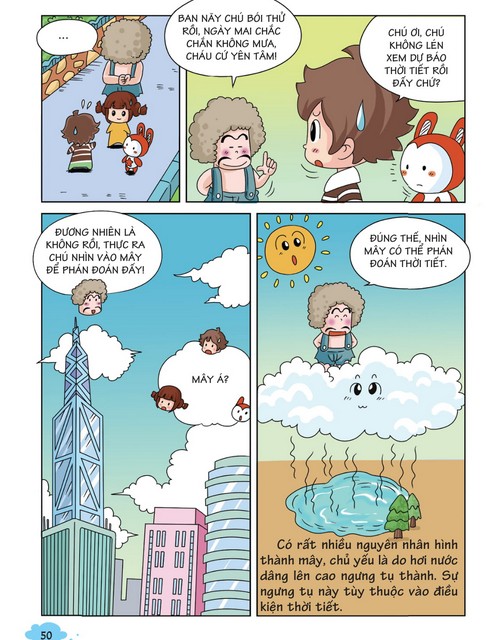 ...
BAN NÃY CHÚ BÓI THỬ
RỒI, NGÀY MAI CHẮC
CHẮN KHÔNG MƯA,
CHÁU CỨ YÊN TÂM!
CHÚ ƠI, CHÚ
KHÔNG LÉN
XEM DỰ BÁO
THỜI TIẾT RỒI
ĐẤY CHỨ?
ĐƯƠNG NHIÊN LÀ
KHÔNG RỒI, THỰC RA
CHÚ NHÌN VÀO MÂY
ĐỂ PHÁN ĐOÁN ĐẤY!
MÂY Á?
ĐÚNG THẾ, NHÌN
MÂY CÓ THỂ PHÁN
ĐOÁN THỜI TIẾT.
Có rất nhiều nguyên nhân hình
thành mây, chủ yếu là do hơi nước
dâng lên cao ngưng tụ thành. Sự
ngưng tụ này tùy thuộc vào điều
kiện thời tiết.
50